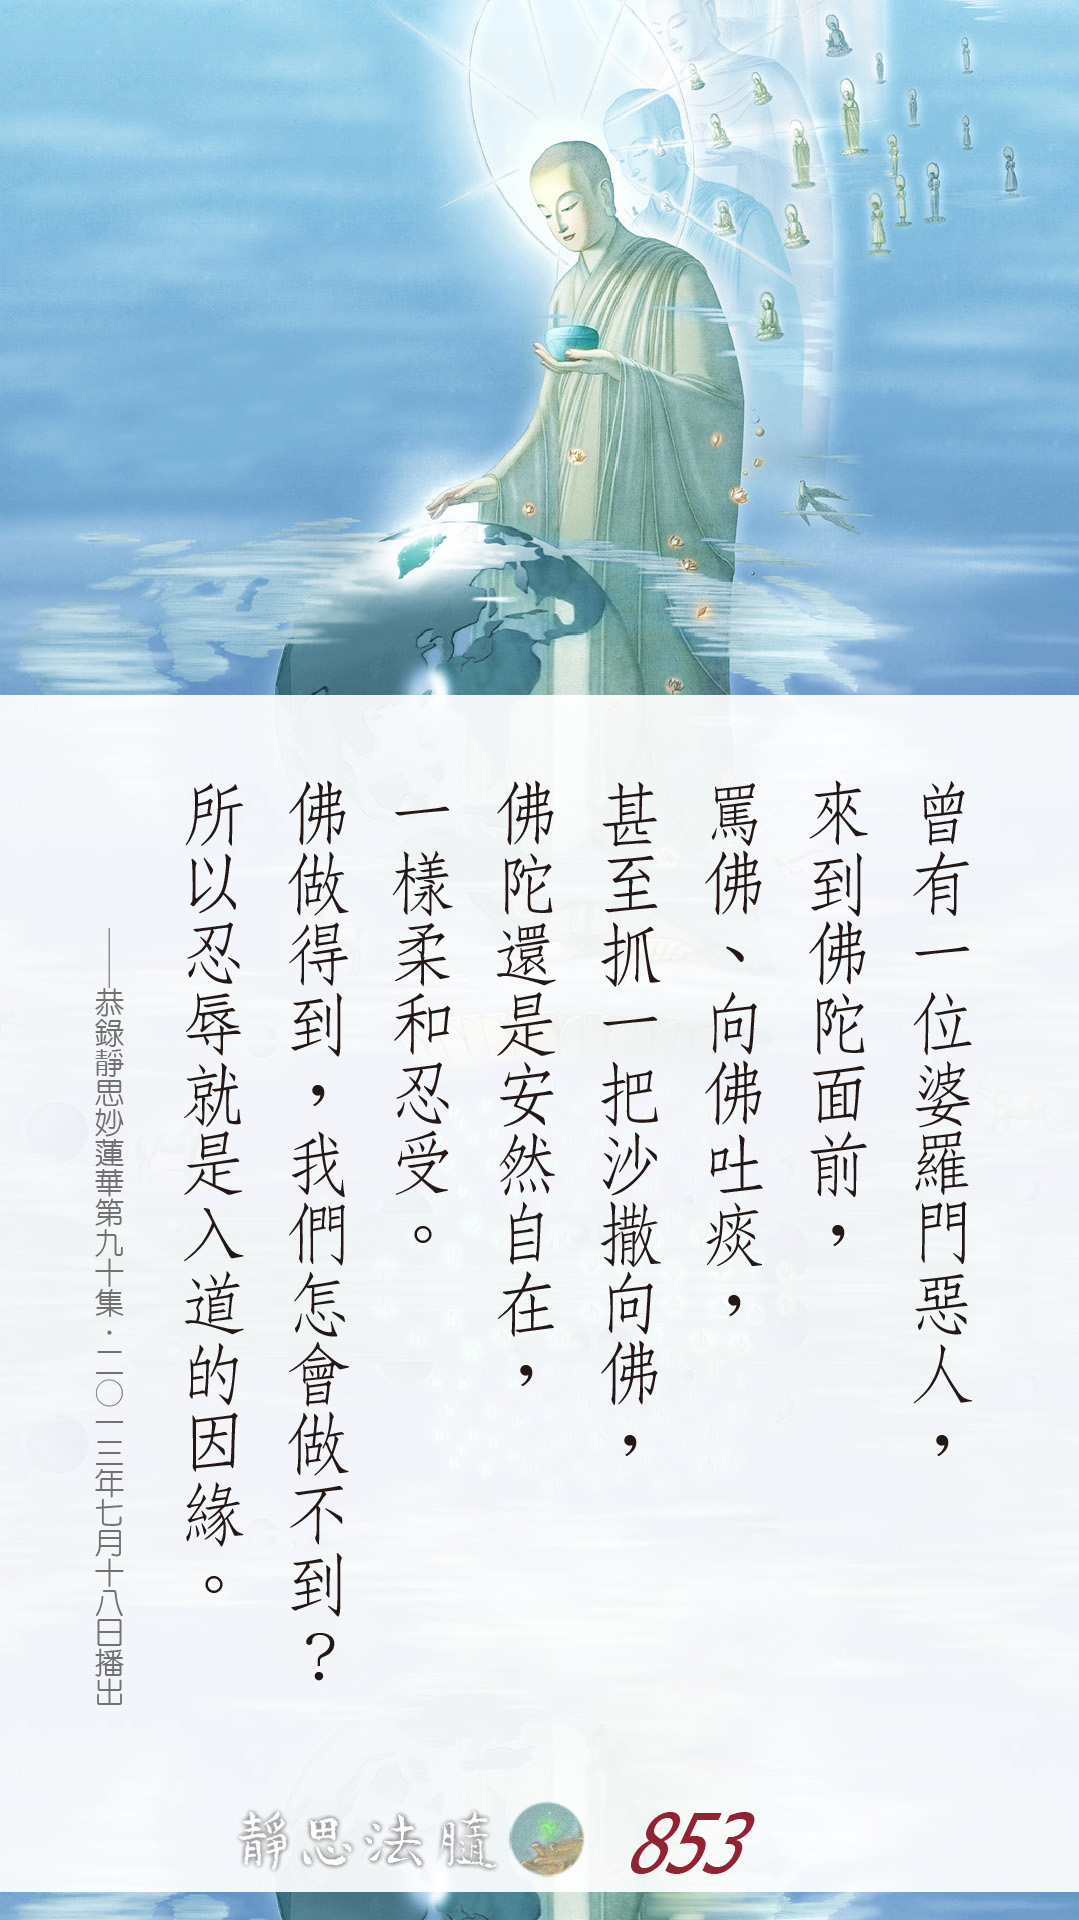 曾有一位婆羅門惡人，
來到佛陀面前，
罵佛、向佛吐痰，
甚至抓一把沙撒向佛，
佛陀還是安然自在，
一樣柔和忍受。
佛做得到，我們怎會做不到？
所以忍辱就是入道的因緣。
——恭錄靜思妙蓮華第九十集．二〇一三年七月十八日播出
靜思法髓 853